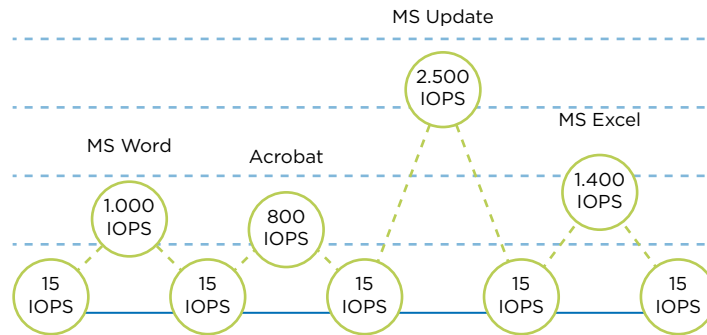 MS Update
2.500
IOPS
MS Excel
MS Word
Acrobat
1.400
IOPS
1.000
IOPS
800
IOPS
15
IOPS
15
IOPS
15
IOPS
15
IOPS
15
IOPS